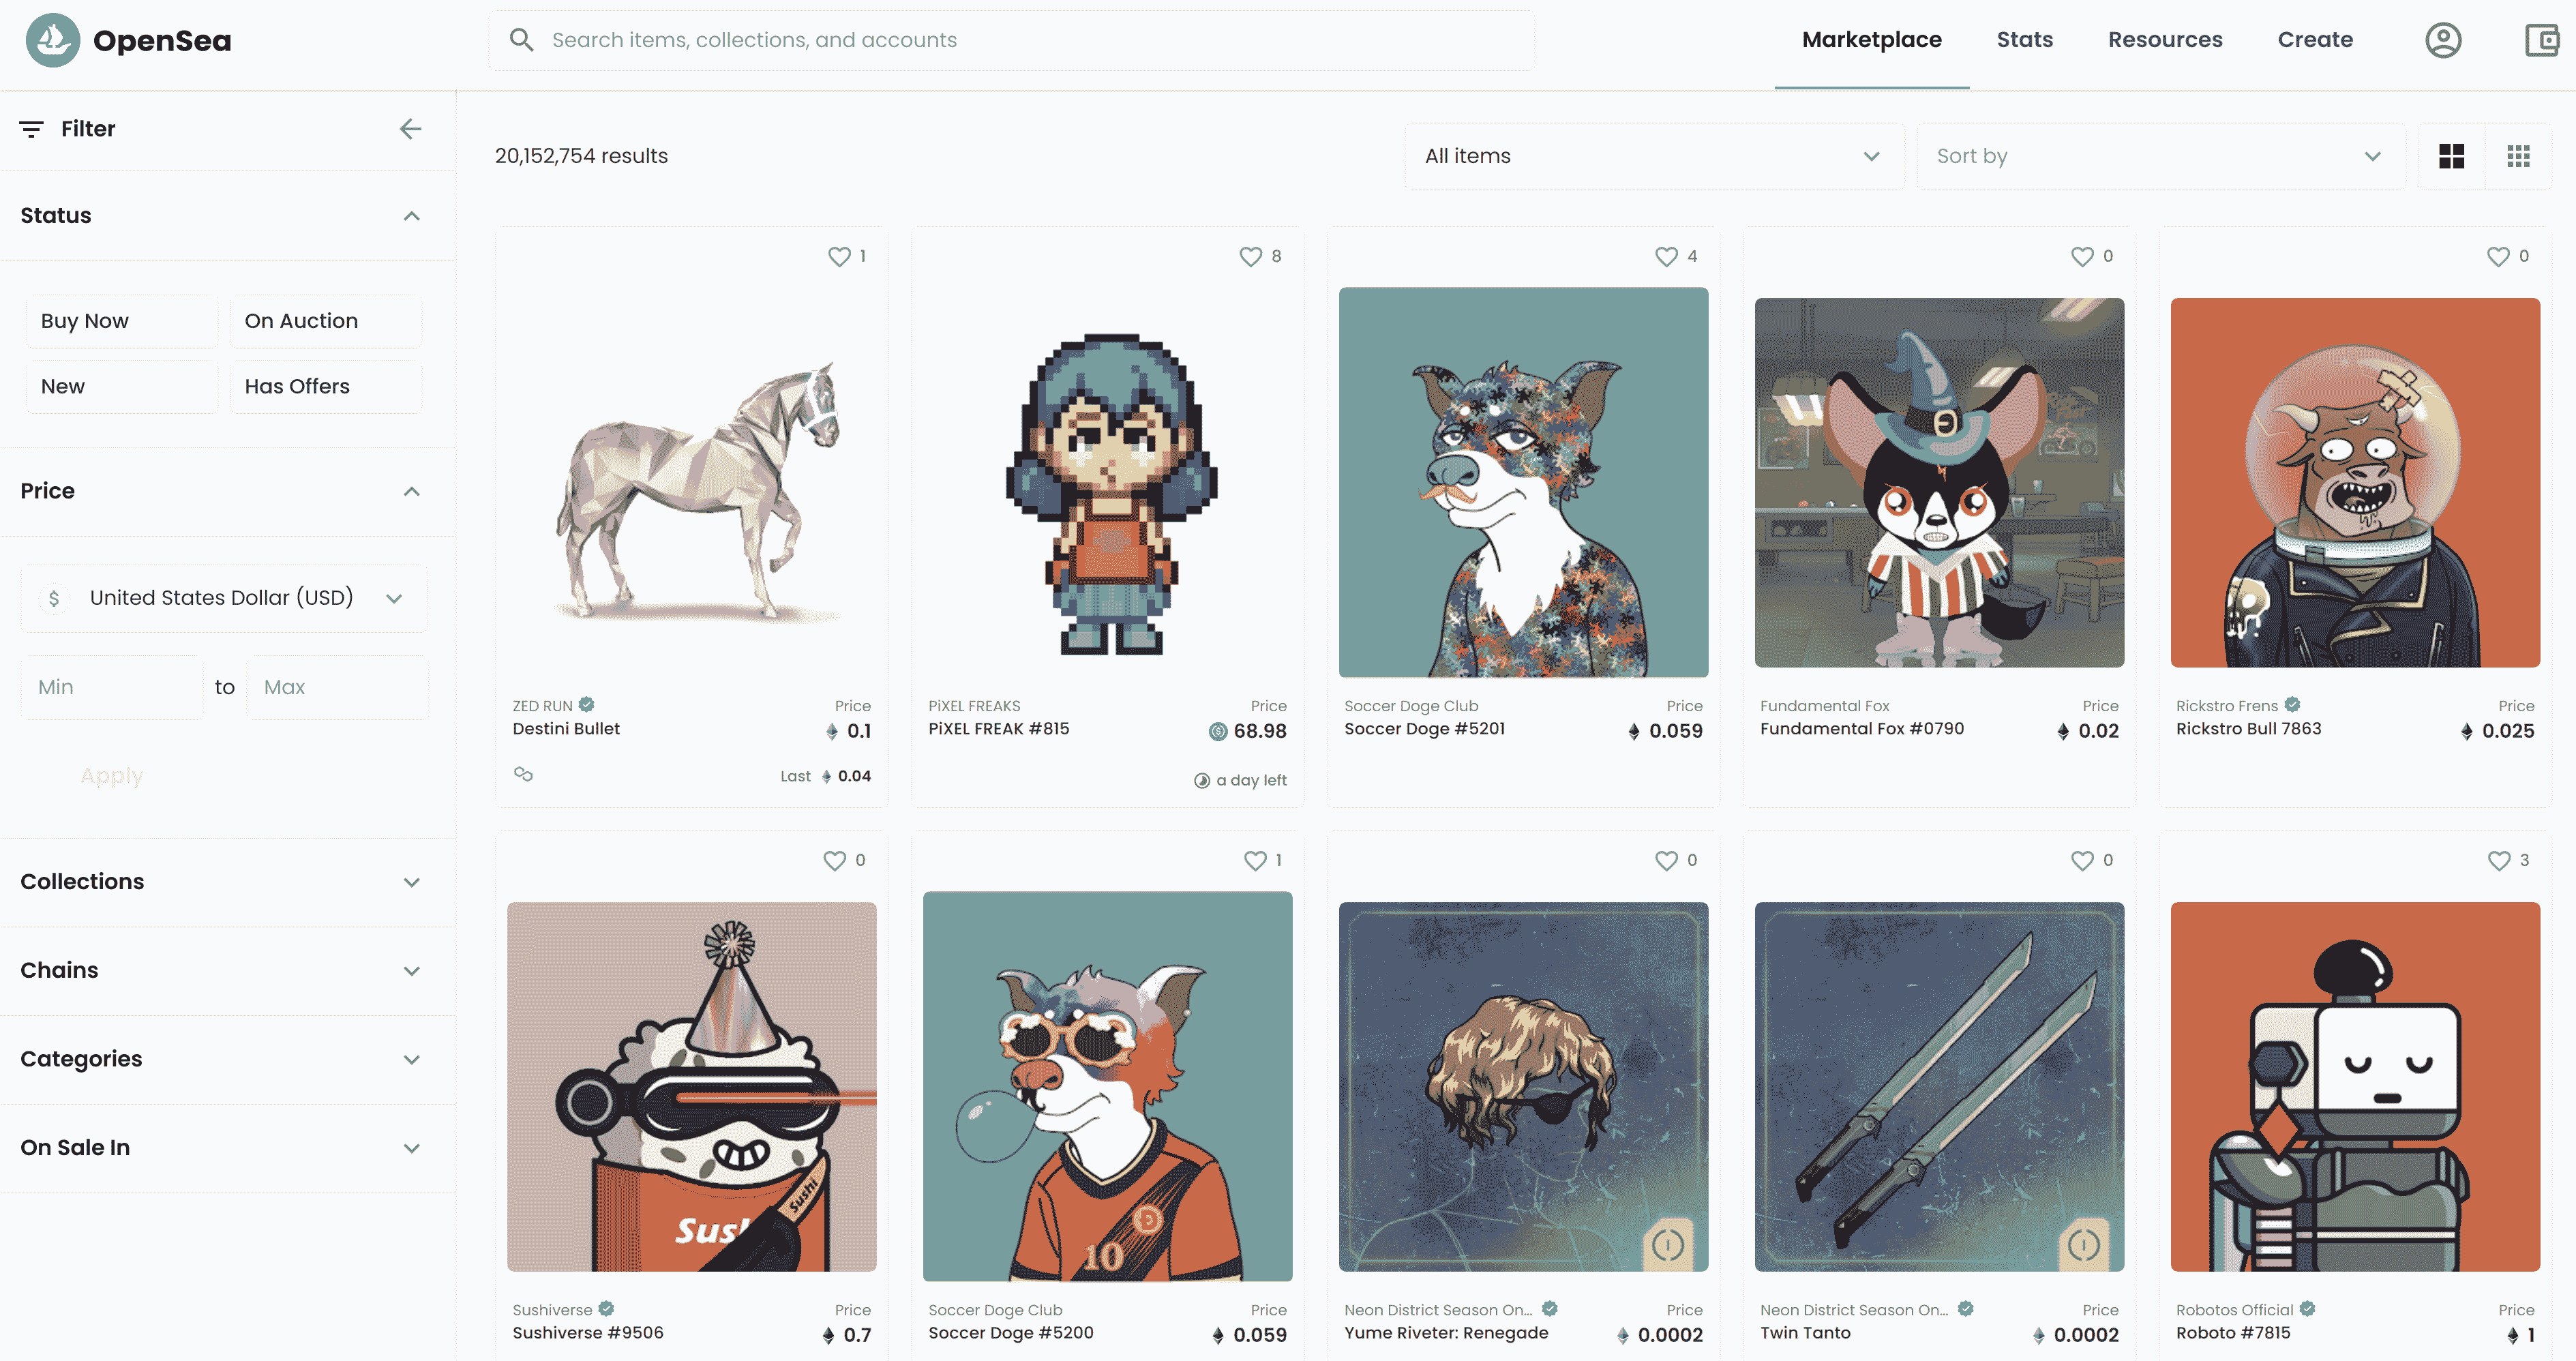 OpenSea
Search items, collections, and accounts
Marketplace
Stats
Resources
Create
Filter
Status
Buy Now
On Auction
New
Has Offers
Price
$
United States Dollar (USD)
Min
to
Max
Apply
Collections
Chains
Categories
On Sale In
20,152,754 results
All items
Sort by
1
ZED RUN
Price
Destini Bullet
0.1
Last 0.04
8
PiXEL FREAKS
Price
PiXEL FREAK #815
68.98
a day left
4
Soccer Doge Club
Price
Soccer Doge #5201
0.059
0
Ride
Fast
Fundamental Fox
Price
Fundamental Fox #0790
0.02
0
Rickstro Frens
Price
Rickstro Bull 7863
0.025
0
Sushi
Sushiverse
Price
Sushiverse #9506
0.7
1
10
Soccer Doge Club
Price
Soccer Doge #5200
0.059
0
Neon District Season On...
Price
Yume Riveter: Renegade
0.0002
0
Neon District Season On...
Price
Twin Tanto
0.0002
3
Robotos Official
Price
Roboto #7815
1